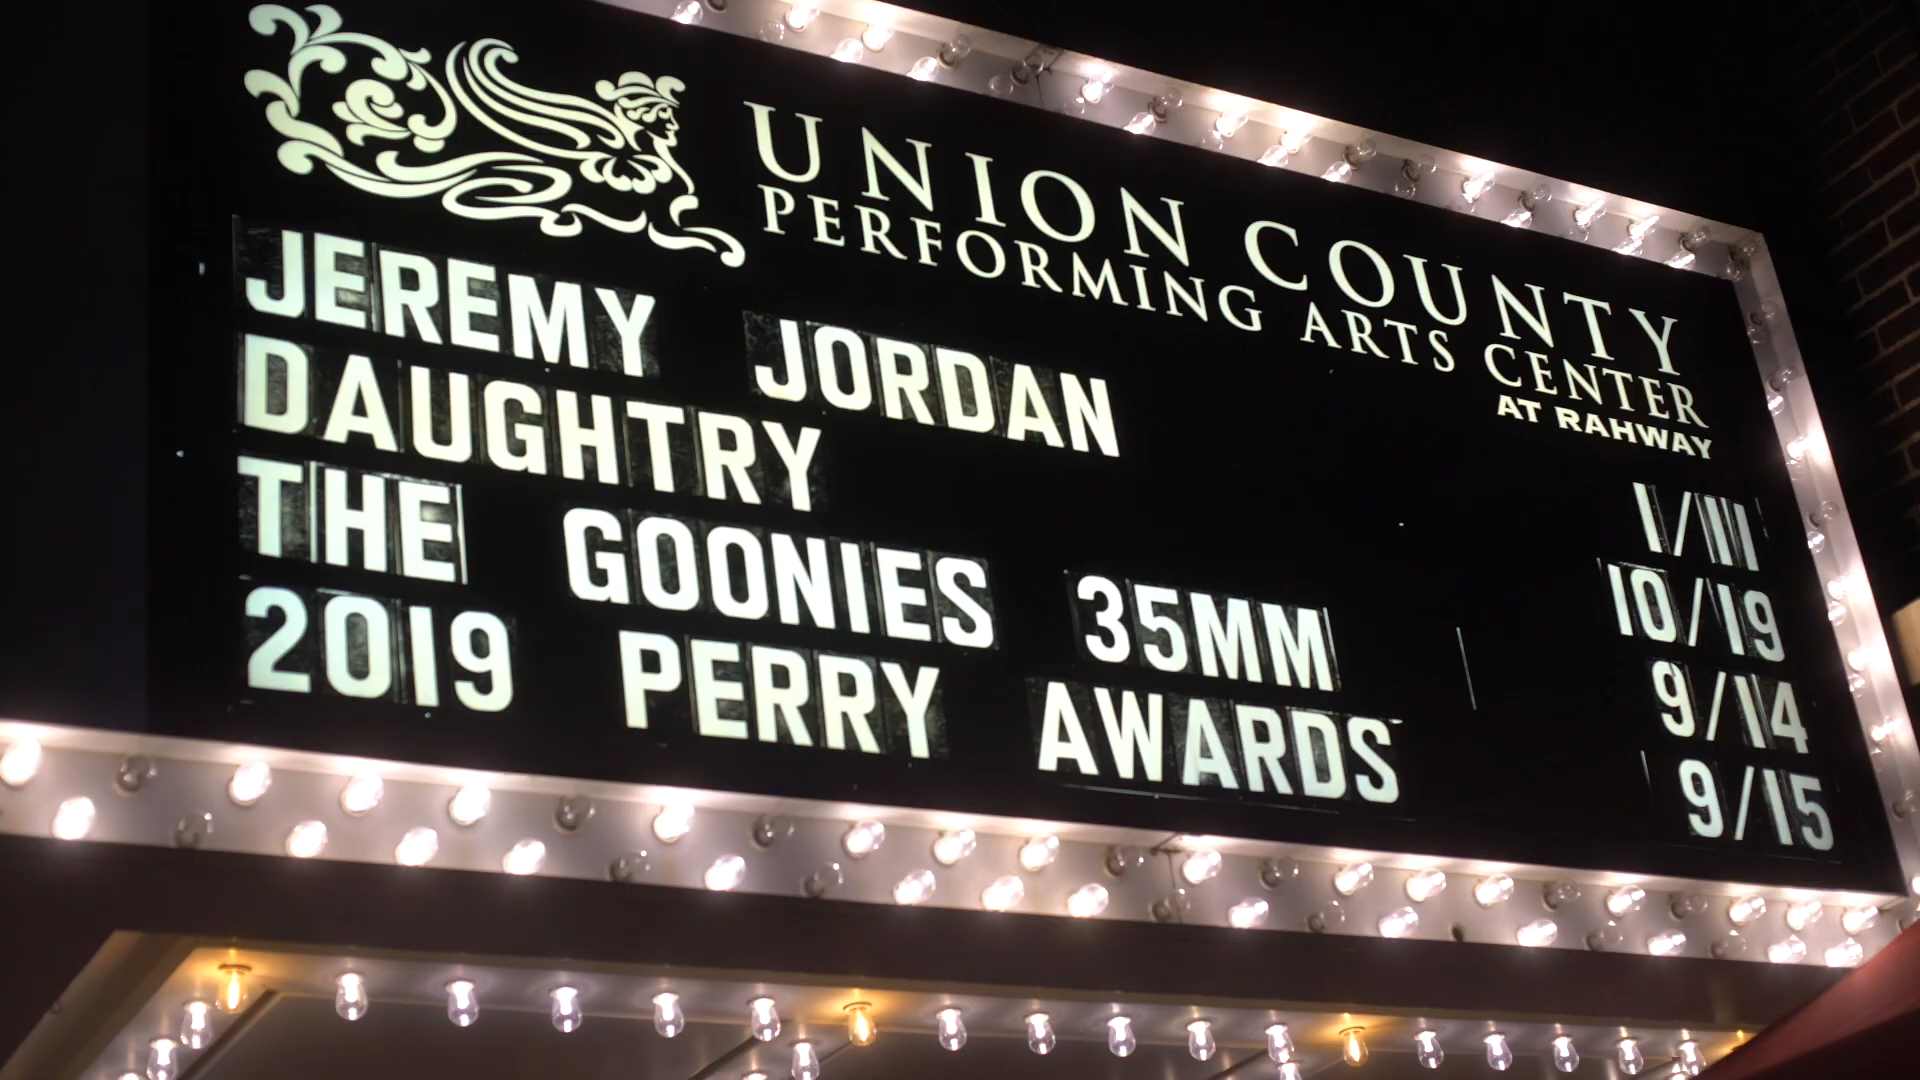 UNION COUNTY
PERFORMING ARTS CENTER
AT RAHWAY
JEREMY JORDAN 1/11
DAUGHTRY 10/19
THE GOONIES 35MM 9/14
2019 PERRY AWARDS 9/15